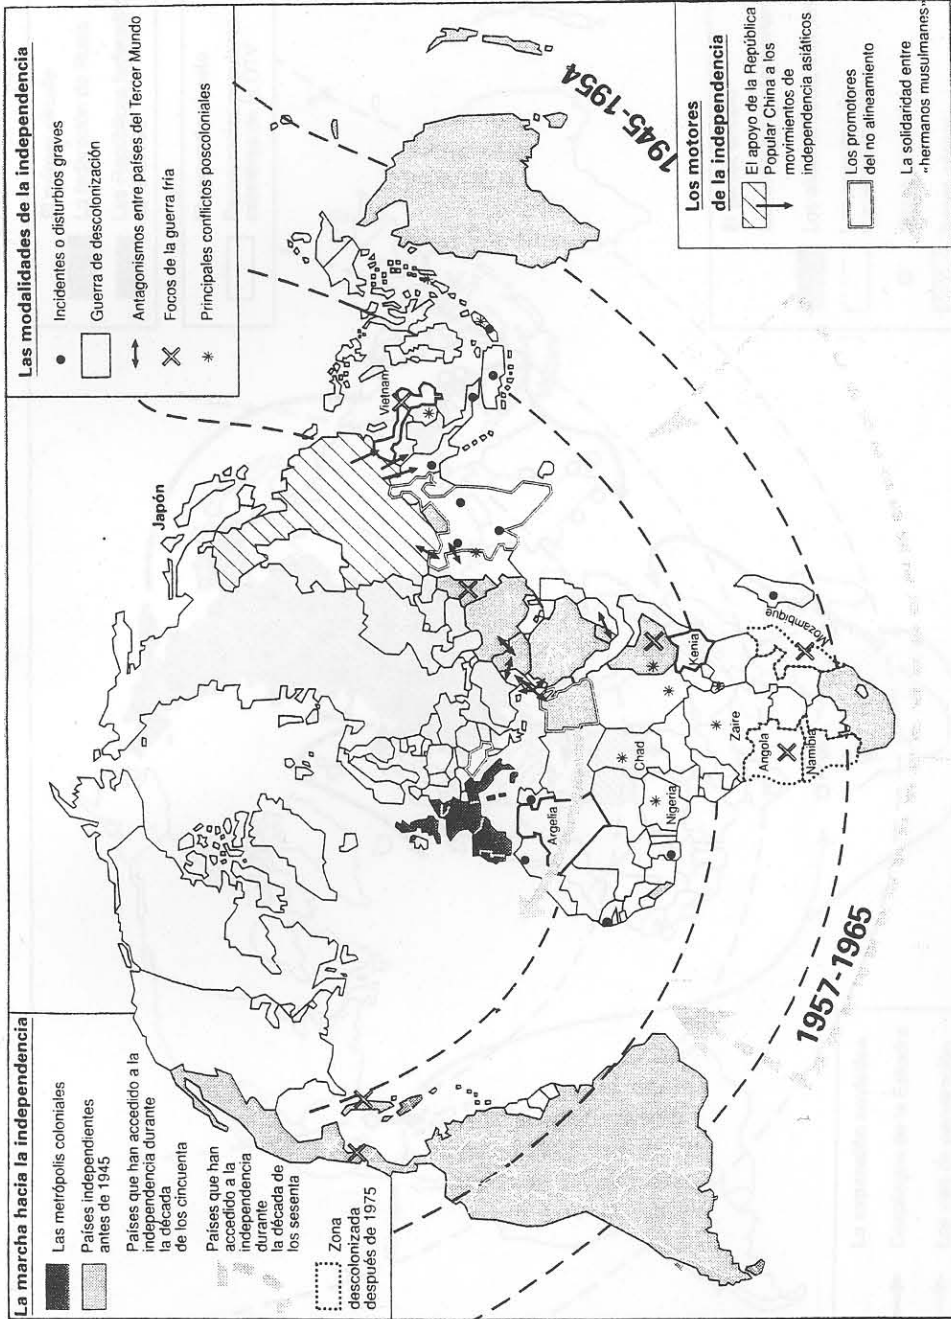 La marcha hacia la independencia
Las metrópolis coloniales
Países independientes
antes de 1945
Países que han accedido a la
independencia durante
la década
de los cincuenta
Países que han
accedido a la
independencia
durante
la década de
los sesenta
Zona
descolonizada
después de 1975
Las modalidades de la independencia
Incidentes o disturbios graves
Guerra de descolonización
Antagonismos entre países del Tercer Mundo
Focos de la guerra fría
Principales conflictos poscoloniales
Japón
Vietnam
Argelia
Chad
Nigeria
Kenia
Zaire
Angola
Namibia
Mozambique
1957-1965
1945-1954
Los motores
de la independencia
El apoyo de la República
Popular China a los
movimientos de
independencia asiáticos
Los promotores
del no alineamiento
La solidaridad entre
«hermanos musulmanes»